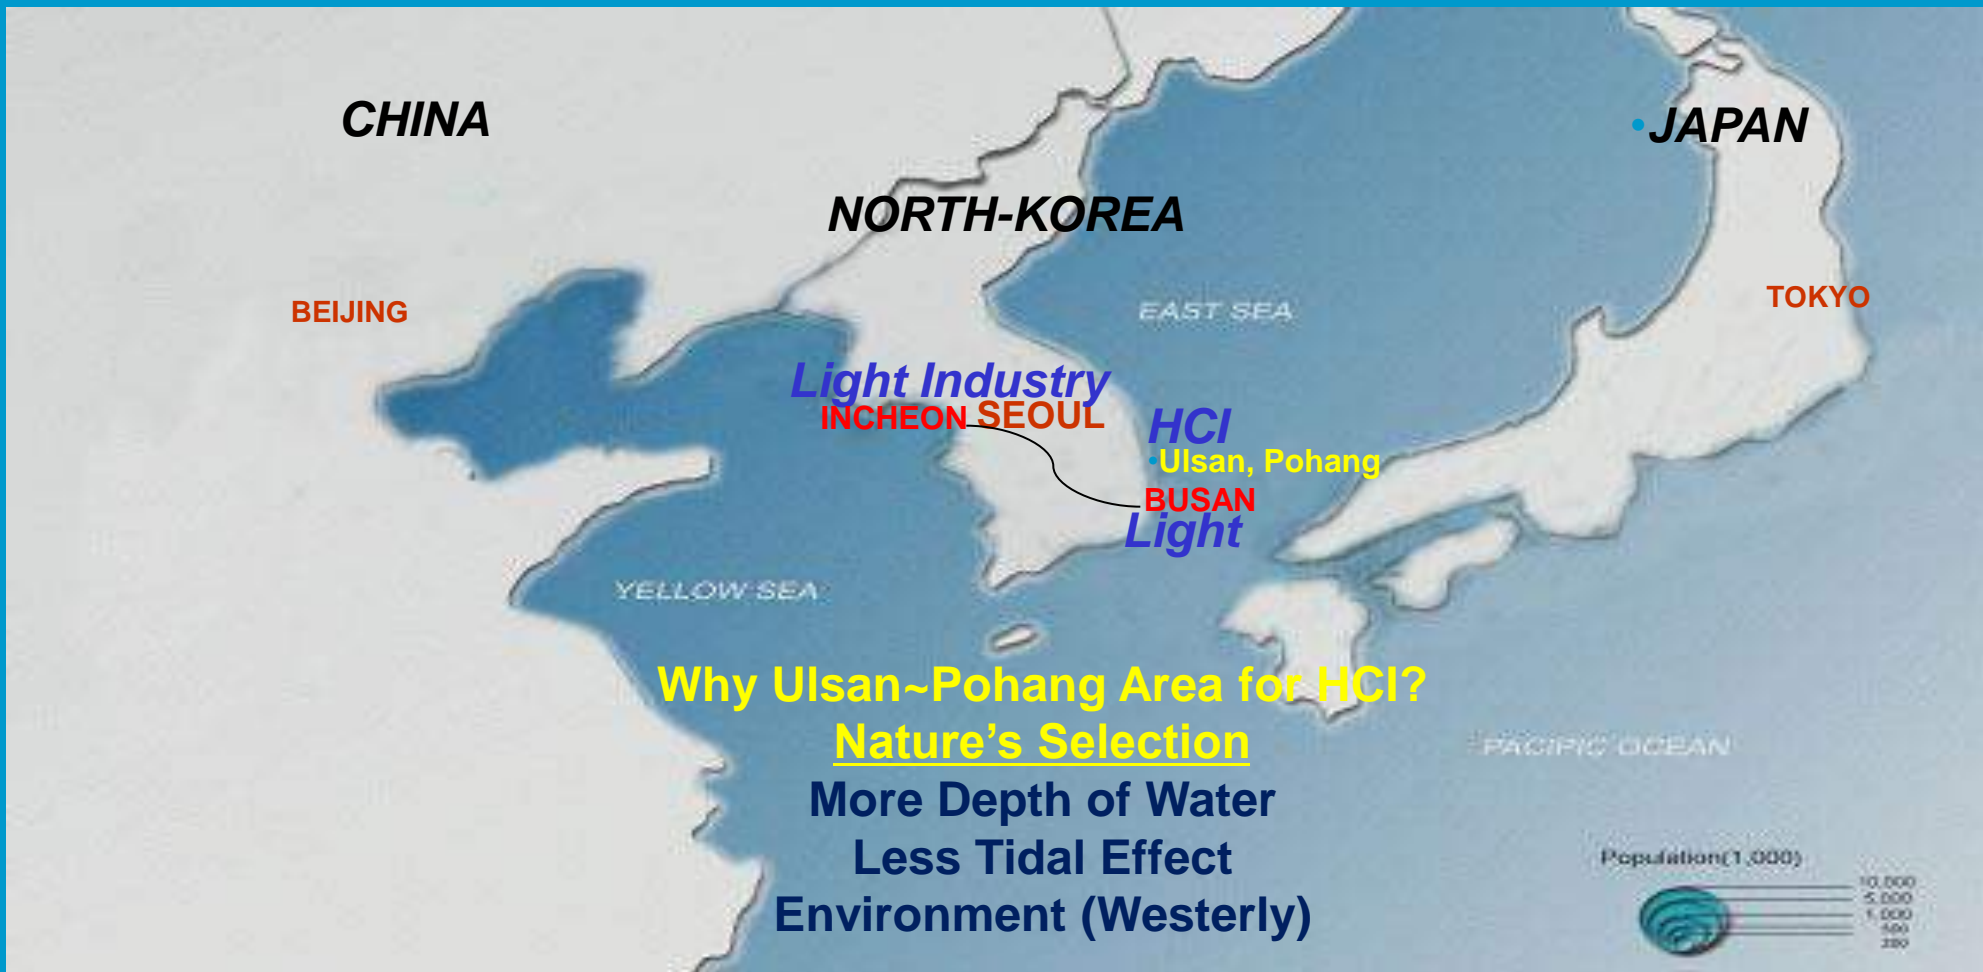 CHINA
•JAPAN
NORTH-KOREA
BEIJING
EAST SEA
TOKYO
Light Industry
INCHEON SEOUL
HCI
•Ulsan, Pohang
BUSAN
Light
YELLOW SEA
Why Ulsan~Pohang Area for HCI?
Nature’s Selection
PACIFIC OCEAN
More Depth of Water
Less Tidal Effect
Environment (Westerly)
Population(1,000)
10,000
5,000
1,000
500
200